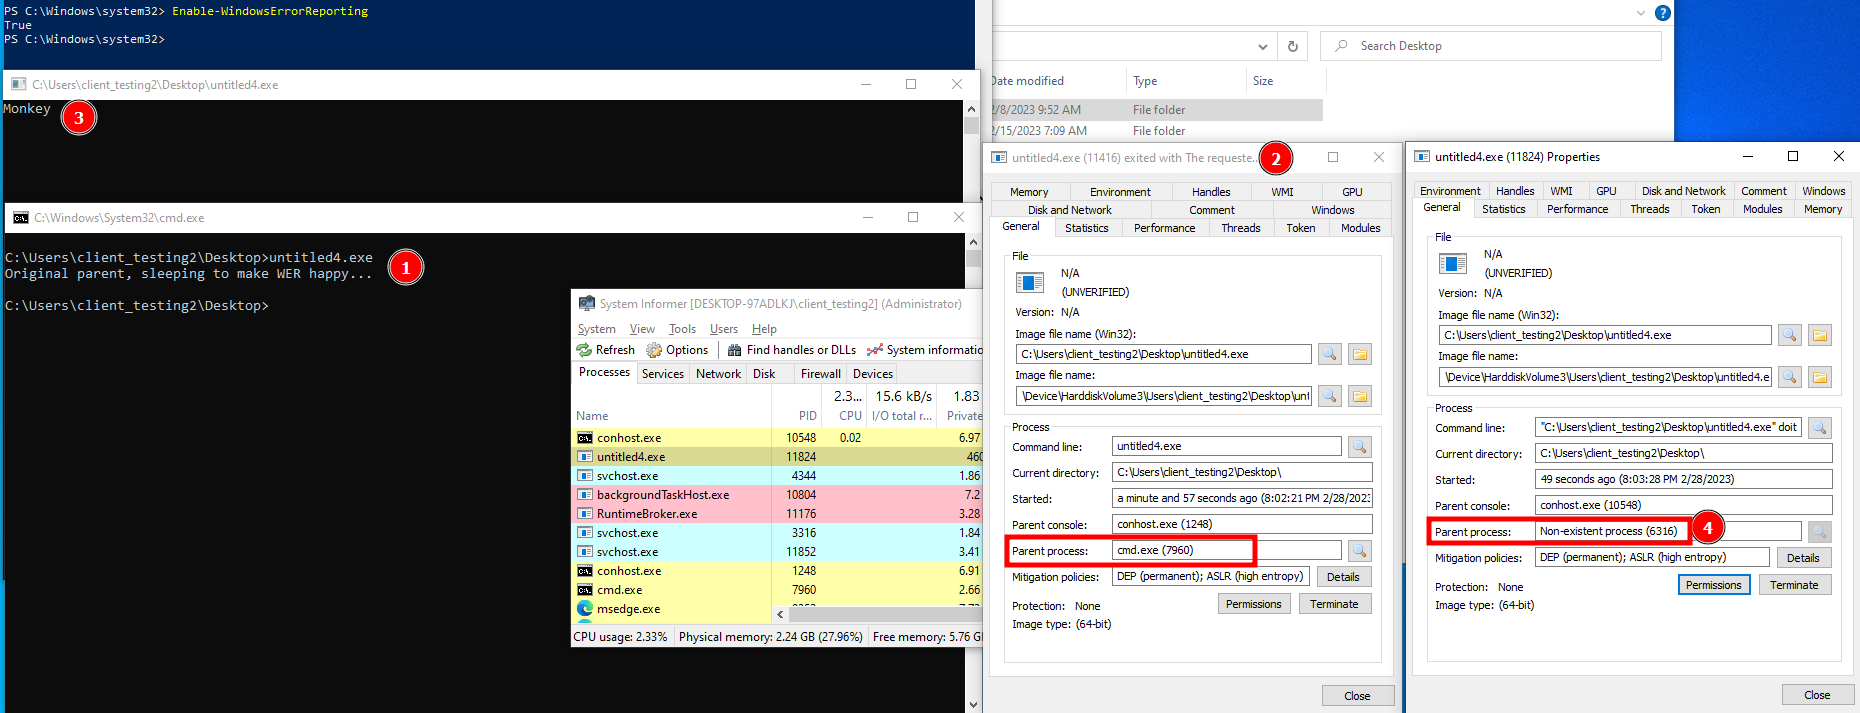 PS C:\Windows\system32> Enable-WindowsErrorReporting
True
PS C:\Windows\system32>
C:\Users\client_testing2\Desktop\untitled4.exe
Monkey
3
C:\Windows\System32\cmd.exe
C:\Users\client_testing2\Desktop>untitled4.exe
Original parent, sleeping to make WER happy...
1
C:\Users\client_testing2\Desktop>
System Informer [DESKTOP-97ADLKJ\client_testing2] (Administrator)
System View Tools Users Help
Refresh Options Find handles or DLLs System informatio
Processes Services Network Disk Firewall Devices
2.3... 15.6 kB/s 1.83
Name PID CPU I/O total r... Private
conhost.exe 10548 0.02 6.97
untitled4.exe 11824 460
svchost.exe 4344 1.86
backgroundTaskHost.exe 10804 7.2
RuntimeBroker.exe 11176 3.28
svchost.exe 3316 1.84
svchost.exe 11852 3.41
conhost.exe 1248 6.91
cmd.exe 7960 2.66
msedge.exe
CPU usage: 2.33% Physical memory: 2.24 GB (27.96%) Free memory: 5.76 G
Search Desktop
Date modified Type Size
2/8/2023 9:52 AM File folder
2/15/2023 7:09 AM File folder
untitled4.exe (11416) exited with The requeste...
2
Memory Environment Handles WMI GPU
Disk and Network Comment Windows
General Statistics Performance Threads Token Modules
File
N/A
(UNVERIFIED)
Version: N/A
Image file name (Win32):
C:\Users\client_testing2\Desktop\untitled4.exe
Image file name:
\Device\HarddiskVolume3\Users\client_testing2\Desktop\unt
Process
Command line: untitled4.exe
Current directory: C:\Users\client_testing2\Desktop\
Started: a minute and 57 seconds ago (8:02:21 PM 2/28/2023
Parent console: conhost.exe (1248)
Parent process: cmd.exe (7960)
Mitigation policies: DEP (permanent); ASLR (high entropy) Details
Protection: None Permissions Terminate
Image type: (64-bit)
Close
untitled4.exe (11824) Properties
Environment Handles WMI GPU Disk and Network Comment Windows
General Statistics Performance Threads Token Modules Memory
File
N/A
(UNVERIFIED)
Version: N/A
Image file name (Win32):
C:\Users\client_testing2\Desktop\untitled4.exe
Image file name:
\Device\HarddiskVolume3\Users\client_testing2\Desktop\untitled4.e
Process
Command line: "C:\Users\client_testing2\Desktop\untitled4.exe" doit
Current directory: C:\Users\client_testing2\Desktop\
Started: 49 seconds ago (8:03:28 PM 2/28/2023)
Parent console: conhost.exe (10548)
Parent process: Non-existent process (6316)
4
Mitigation policies: DEP (permanent); ASLR (high entropy) Details
Protection: None Permissions Terminate
Image type: (64-bit)
Close